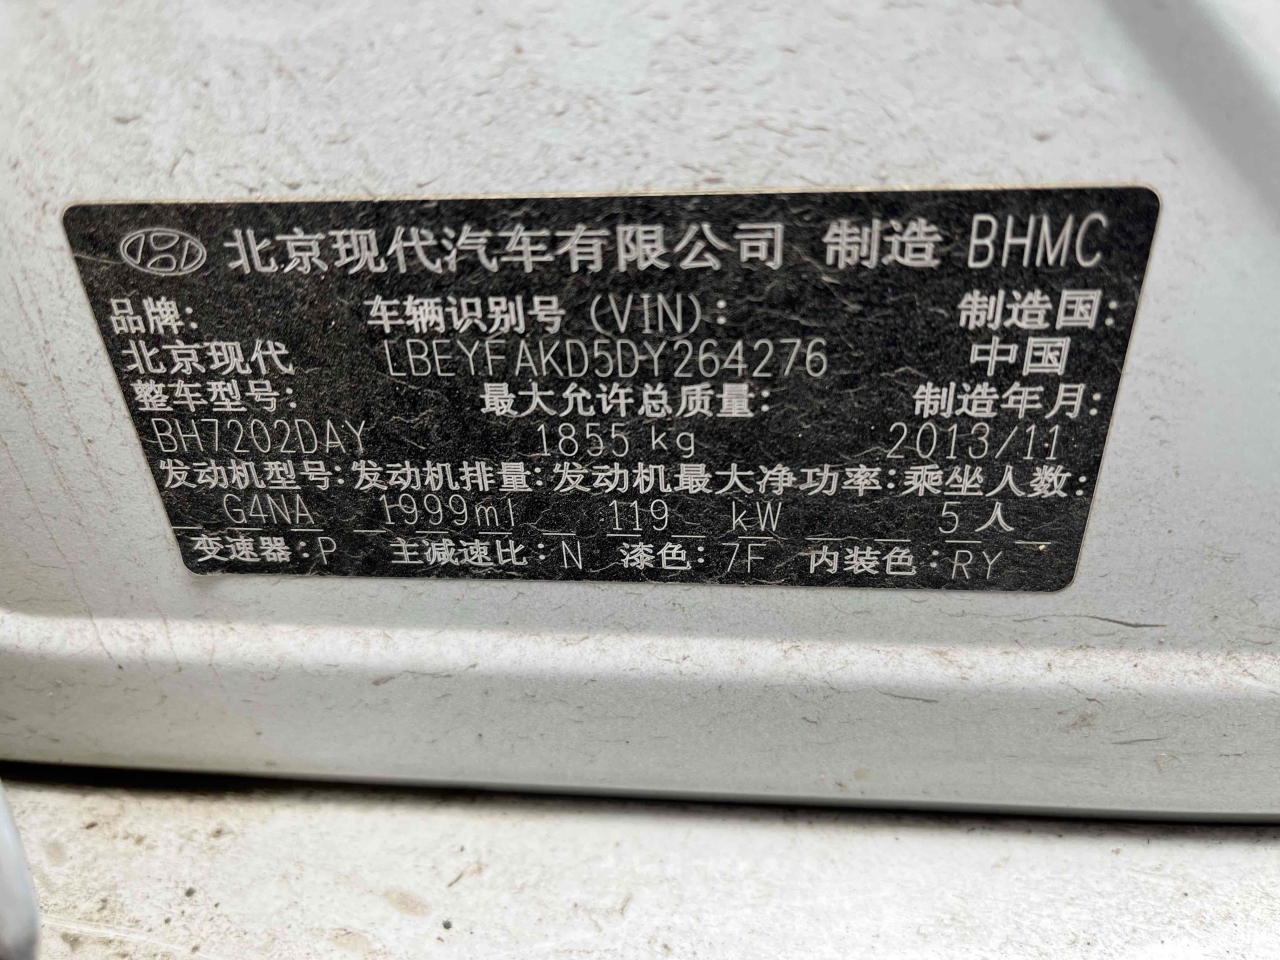 北京现代汽车有限公司 制造 BHMC
品牌: 车辆识别号 (VIN): 制造国:
北京现代 LBEYFAKD5DY264276 中国
整车型号: 最大允许总质量: 制造年月:
BH7202DAY 1855 kg 2013/11
发动机型号: 发动机排量: 发动机最大净功率: 乘坐人数:
G4NA 1999ml 119 kW 5 人
变速器: P 主减速比: N 漆色: 7F 内装色: RY